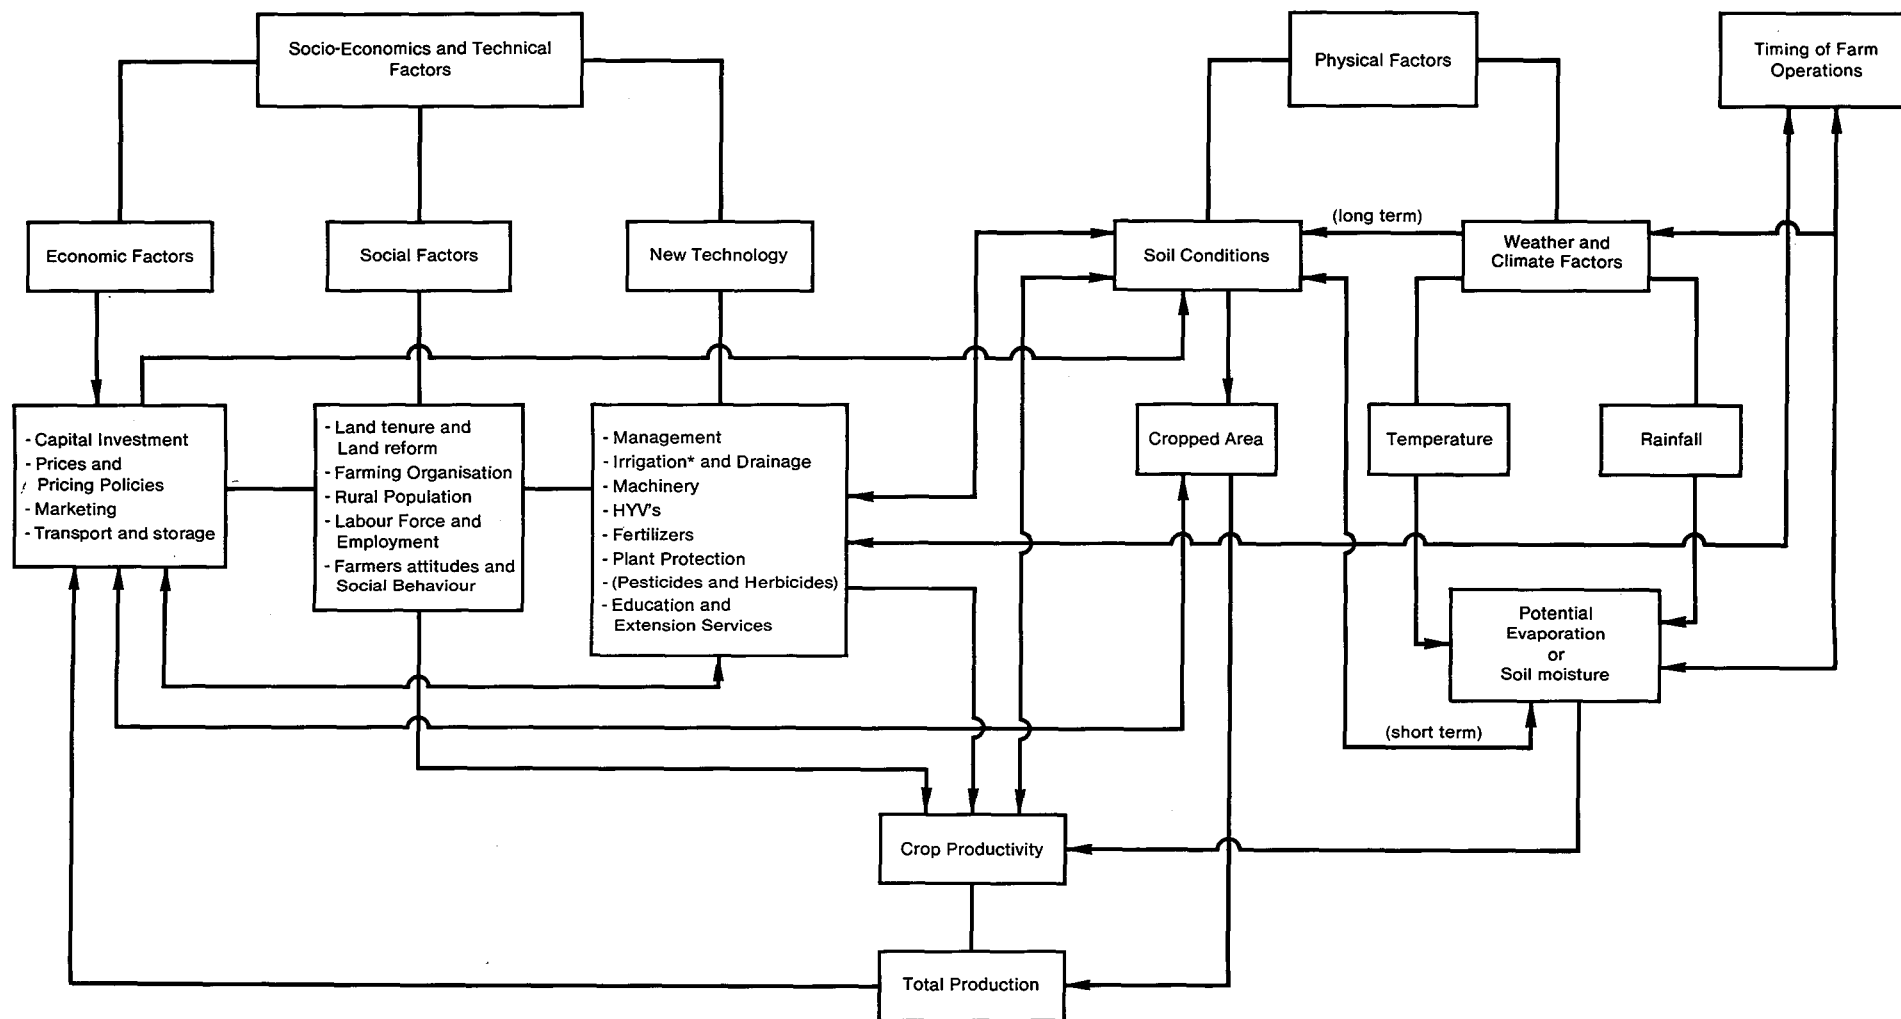 Socio-Economics and Technical
Factors
Physical Factors
Timing of Farm
Operations
Economic Factors
Social Factors
New Technology
Soil Conditions
(long term)
Weather and
Climate Factors
- Capital Investment
- Prices and
Pricing Policies
- Marketing
- Transport and storage
- Land tenure and
Land reform
- Farming Organisation
- Rural Population
- Labour Force and
Employment
- Farmers attitudes and
Social Behaviour
- Management
- Irrigation* and Drainage
- Machinery
- HYV's
- Fertilizers
- Plant Protection
- (Pesticides and Herbicides)
- Education and
Extension Services
Cropped Area
Temperature
Rainfall
Potential
Evaporation
or
Soil moisture
(short term)
Crop Productivity
Total Production